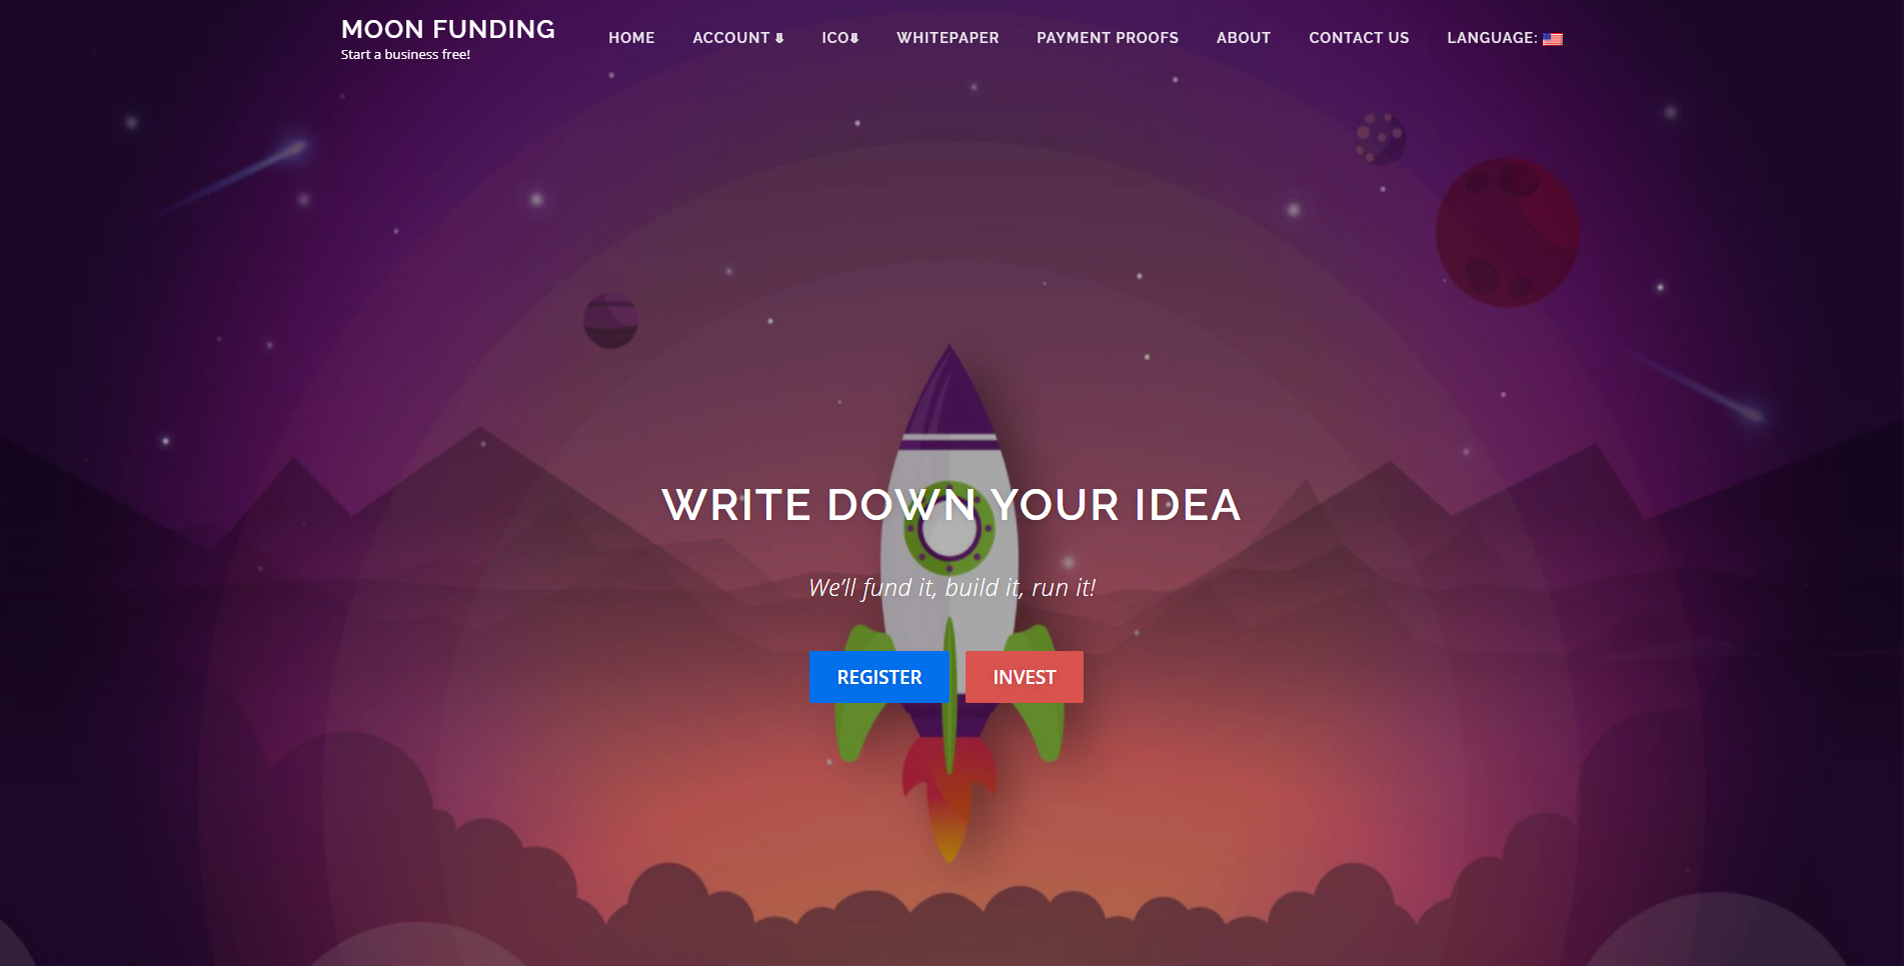 MOON FUNDING
Start a business free!
HOME ACCOUNT ⬇ ICO⬇ WHITEPAPER PAYMENT PROOFS ABOUT CONTACT US LANGUAGE:
WRITE DOWN YOUR IDEA
We'll fund it, build it, run it!
REGISTER INVEST